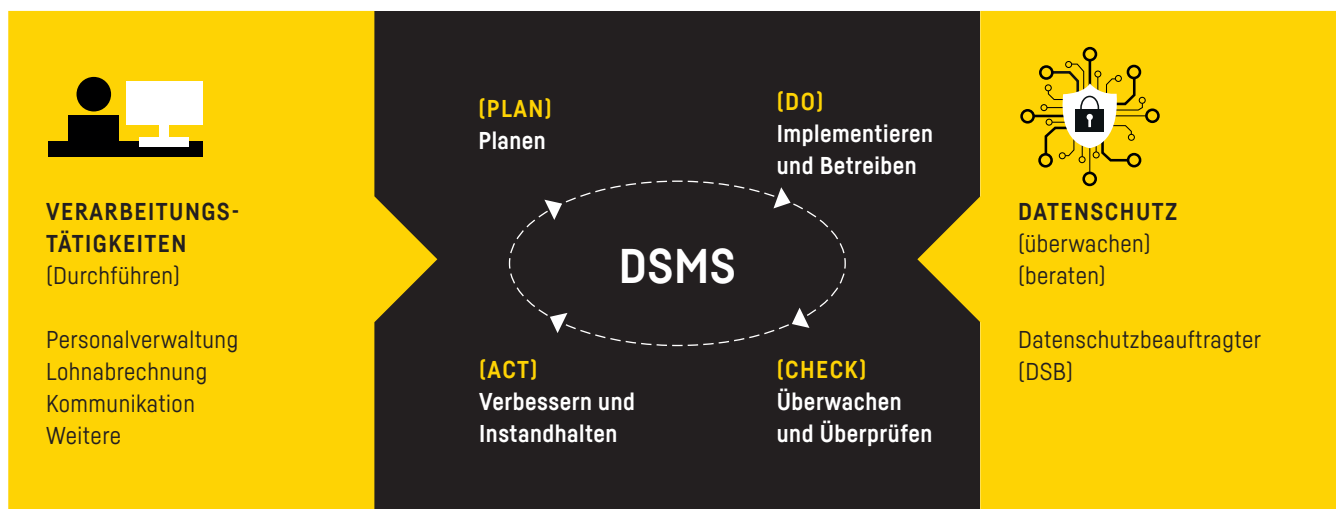 VERARBEITUNGS-
TÄTIGKEITEN
(Durchführen)
Personalverwaltung
Lohnabrechnung
Kommunikation
Weitere
(PLAN)
Planen
(DO)
Implementieren
und Betreiben
DSMS
(ACT)
Verbessern und
Instandhalten
(CHECK)
Überwachen
und Überprüfen
DATENSCHUTZ
(überwachen)
(beraten)
Datenschutzbeauftragter
(DSB)